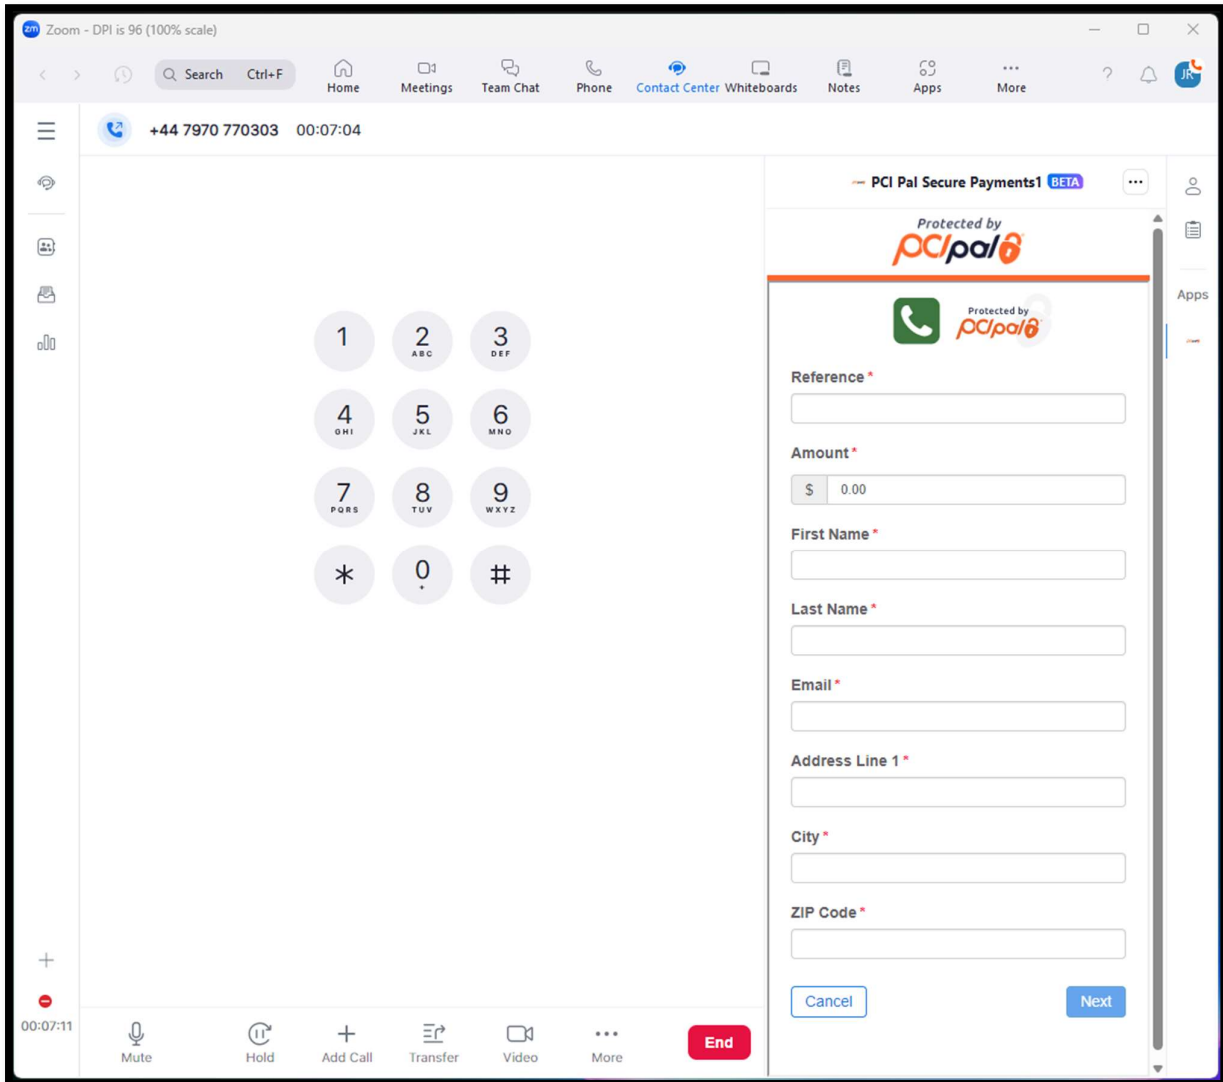 zm Zoom - DPI is 96 (100% scale)
Search Ctrl+F
Home
Meetings
Team Chat
Phone
Contact Center
Whiteboards
Notes
Apps
More
?
JR
+44 7970 770303 00:07:04
PCI Pal Secure Payments1 BETA
Protected by
pcipal
Protected by
pcipal
Apps
1
2 ABC
3 DEF
4 GHI
5 JKL
6 MNO
7 PQRS
8 TUV
9 WXYZ
*
0 +
#
Reference *
Amount *
$ 0.00
First Name *
Last Name *
Email *
Address Line 1 *
City *
ZIP Code *
Cancel
Next
00:07:11
Mute
Hold
Add Call
Transfer
Video
More
End